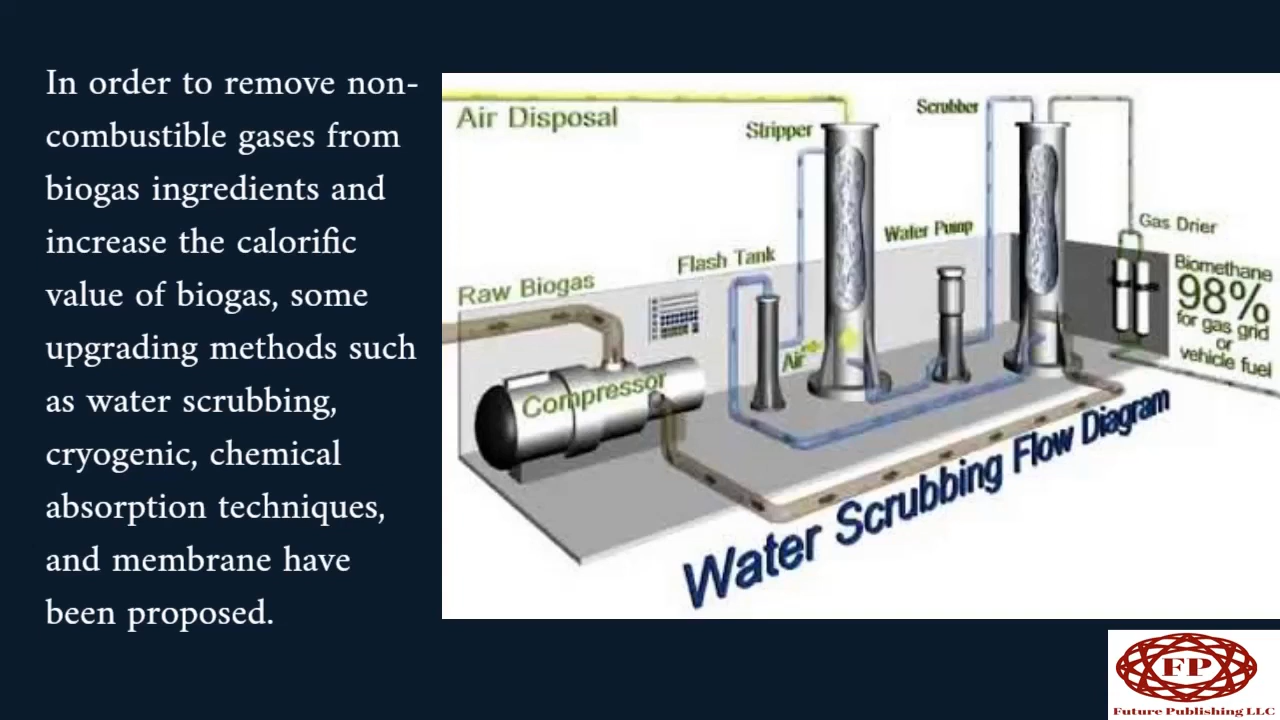 In order to remove non-
combustible gases from
biogas ingredients and
increase the calorific
value of biogas, some
upgrading methods such
as water scrubbing,
cryogenic, chemical
absorption techniques,
and membrane have
been proposed.
Air Disposal
Stripper
Scrubber
Water Pump
Gas Drier
Flash Tank
Raw Biogas
Biomethane
98%
for gas grid
or
vehicle fuel
Air
Compressor
Water Scrubbing Flow Diagram
FP
Future Publishing LLC